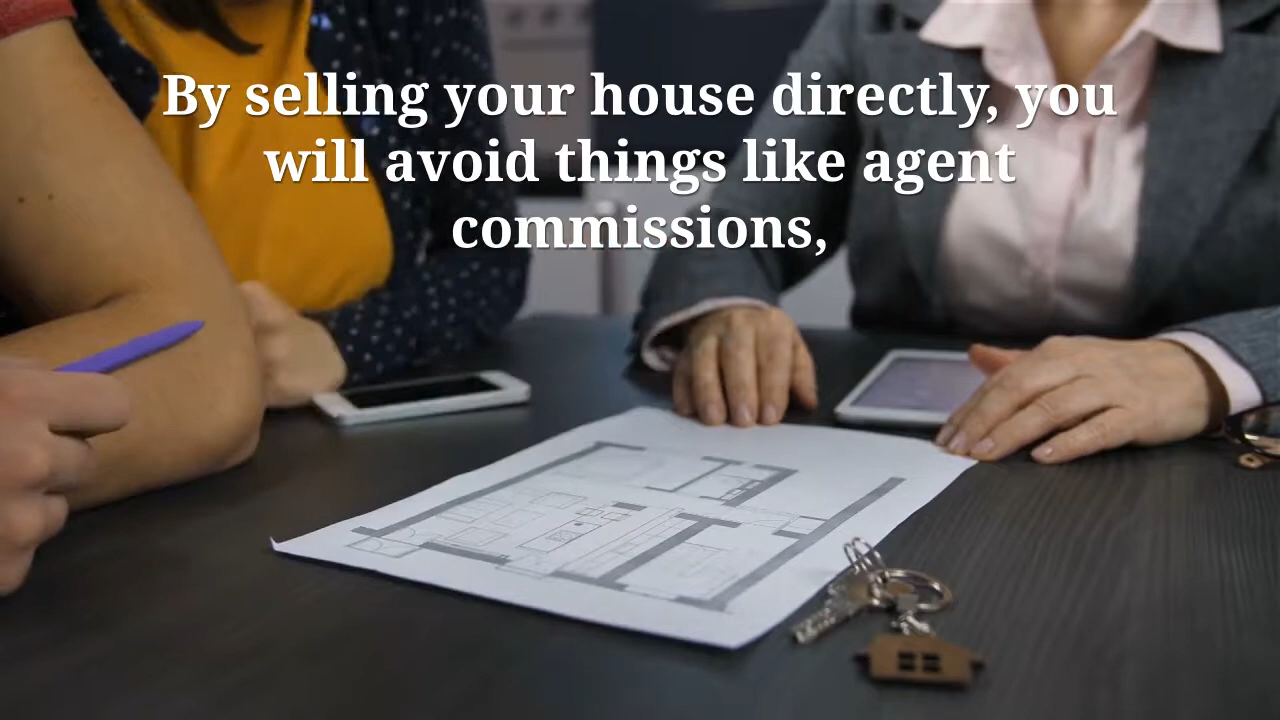 By selling your house directly, you
will avoid things like agent
commissions,